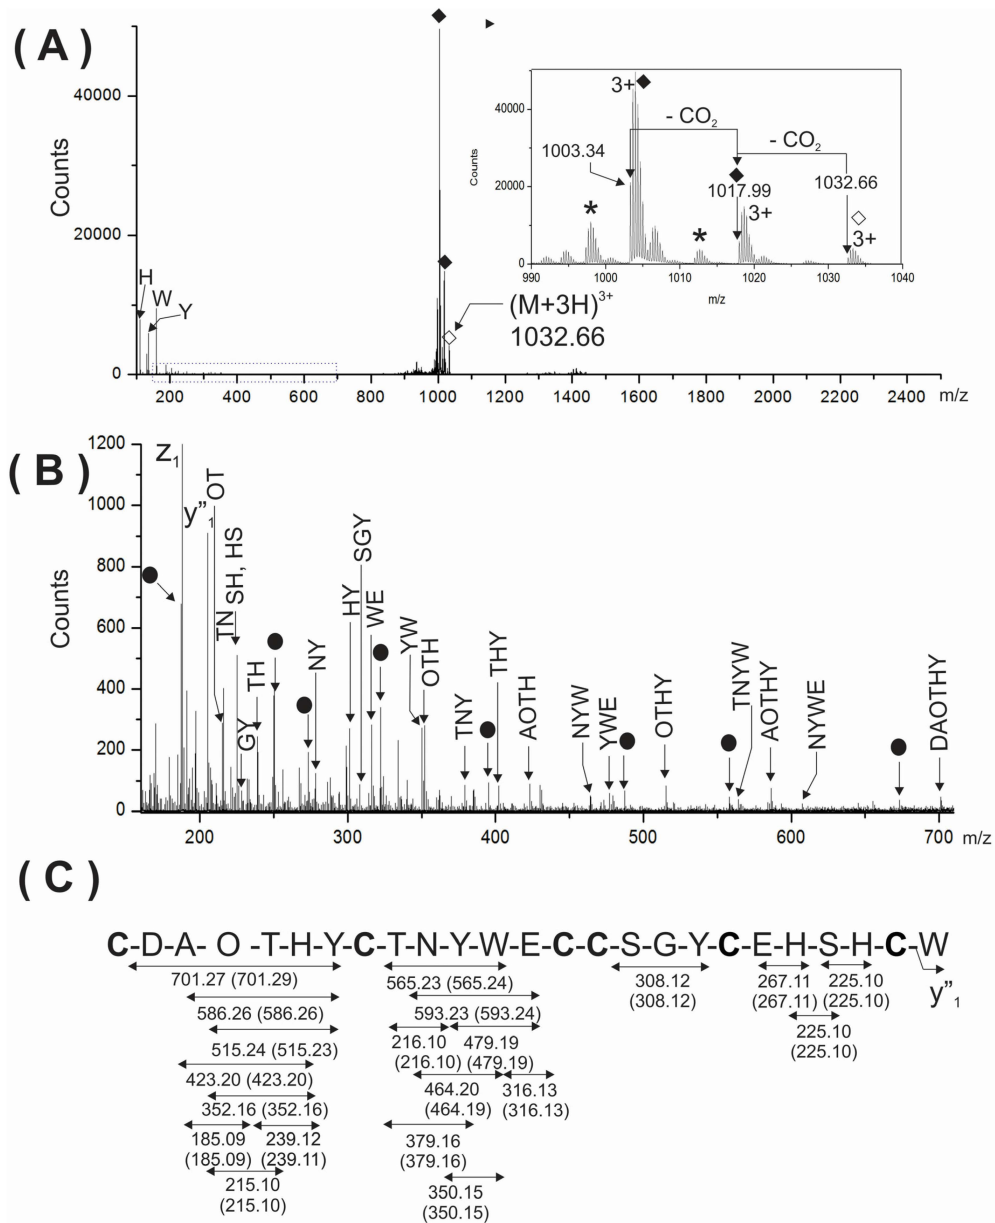 ( A )
Counts
40000
20000
0
200
400
600
800
1000
1200
1400
1600
1800
2000
2200
2400
m/z
H
W
Y
(M+3H)3+
1032.66
Counts
40000
20000
0
990
1000
1010
1020
1030
1040
m/z
3+
- CO2
- CO2
1003.34
1017.99
1032.66
*
*
3+
3+
( B )
Counts
1200
1000
800
600
400
200
0
200
300
400
500
600
700
m/z
z1
y"1
OT
TN
SH, HS
GY
TH
NY
HY
SGY
WE
YW
OTH
TNY
THY
AOTH
NYW
YWE
OTHY
TNYW
AOTHY
NYWE
DAOTHY
( C )
C-D-A-O-T-H-Y-C-T-N-Y-W-E-C-C-S-G-Y-C-E-H-S-H-C-W
y"1
701.27 (701.29)
586.26 (586.26)
515.24 (515.23)
423.20 (423.20)
352.16 (352.16)
185.09
(185.09)
239.12
(239.11)
215.10
(215.10)
565.23 (565.24)
593.23 (593.24)
216.10
(216.10)
479.19
(479.19)
464.20
(464.19)
316.13
(316.13)
379.16
(379.16)
350.15
(350.15)
308.12
(308.12)
267.11
(267.11)
225.10
(225.10)
225.10
(225.10)